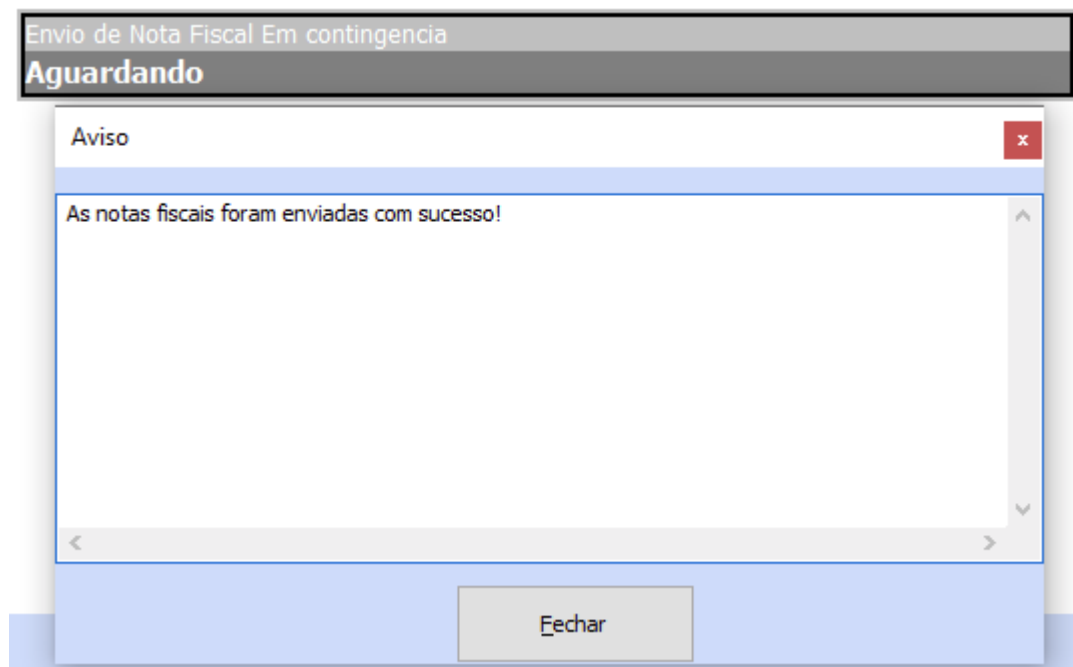 Envio de Nota Fiscal Em contingencia
Aguardando
Aviso
x
As notas fiscais foram enviadas com sucesso!
Fechar